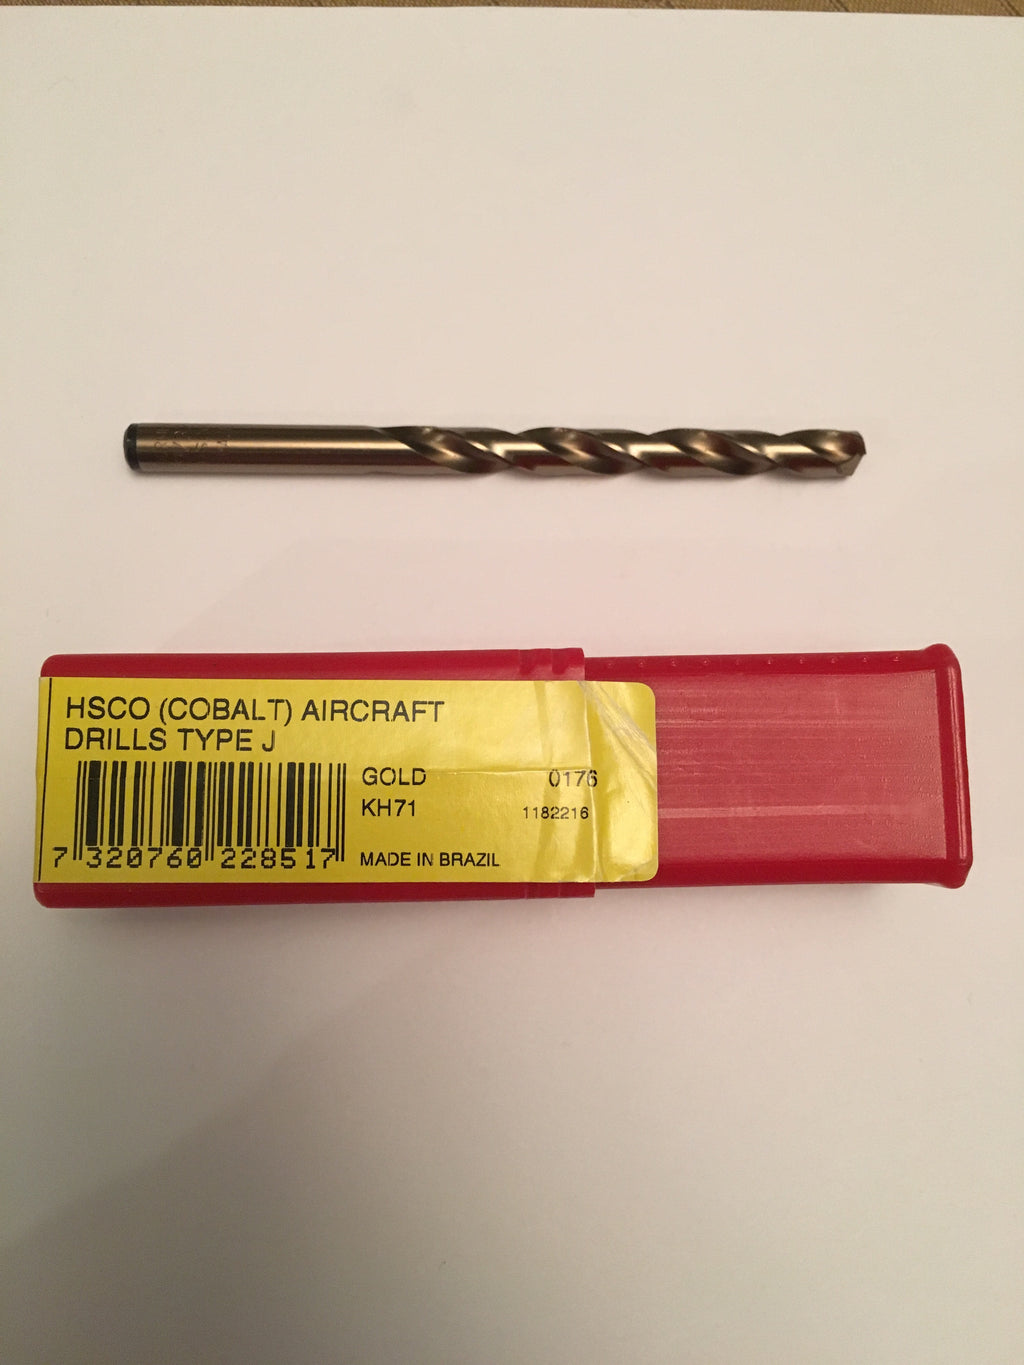 HSCO (COBALT) AIRCRAFT
DRILLS TYPE J
GOLD 0176
KH71 1182216
7 320760 228517 MADE IN BRAZIL